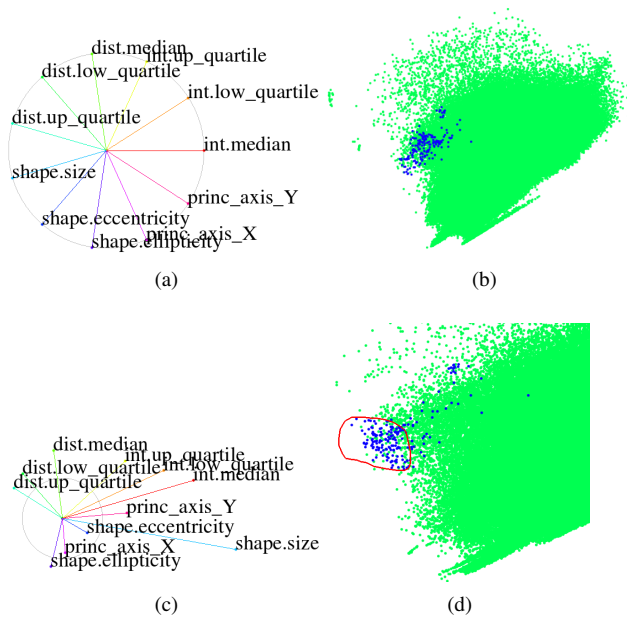 dist.median
int.up_quartile
dist.low_quartile
int.low_quartile
dist.up_quartile
int.median
shape.size
princ_axis_Y
shape.eccentricity
princ_axis_X
shape.ellipticity
(a)
(b)
dist.median
int.up_quartile
dist.low_quartile
int.low_quartile
int.median
dist.up_quartile
princ_axis_Y
shape.eccentricity
shape.size
princ_axis_X
shape.ellipticity
(c)
(d)